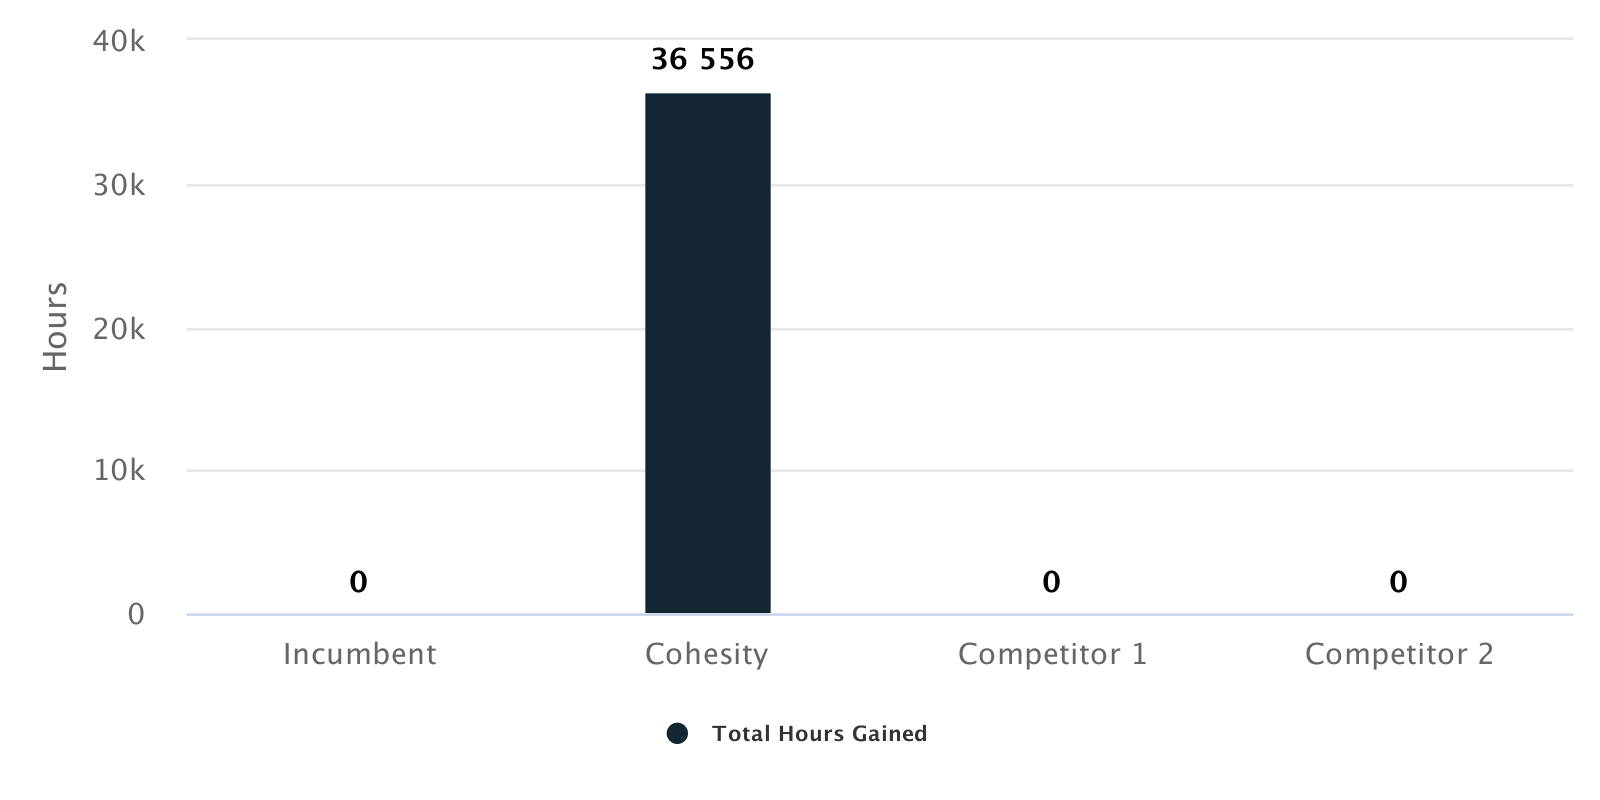 40k
36 556
30k
Hours
20k
10k
0
0
0
0
Incumbent
Cohesity
Competitor 1
Competitor 2
Total Hours Gained